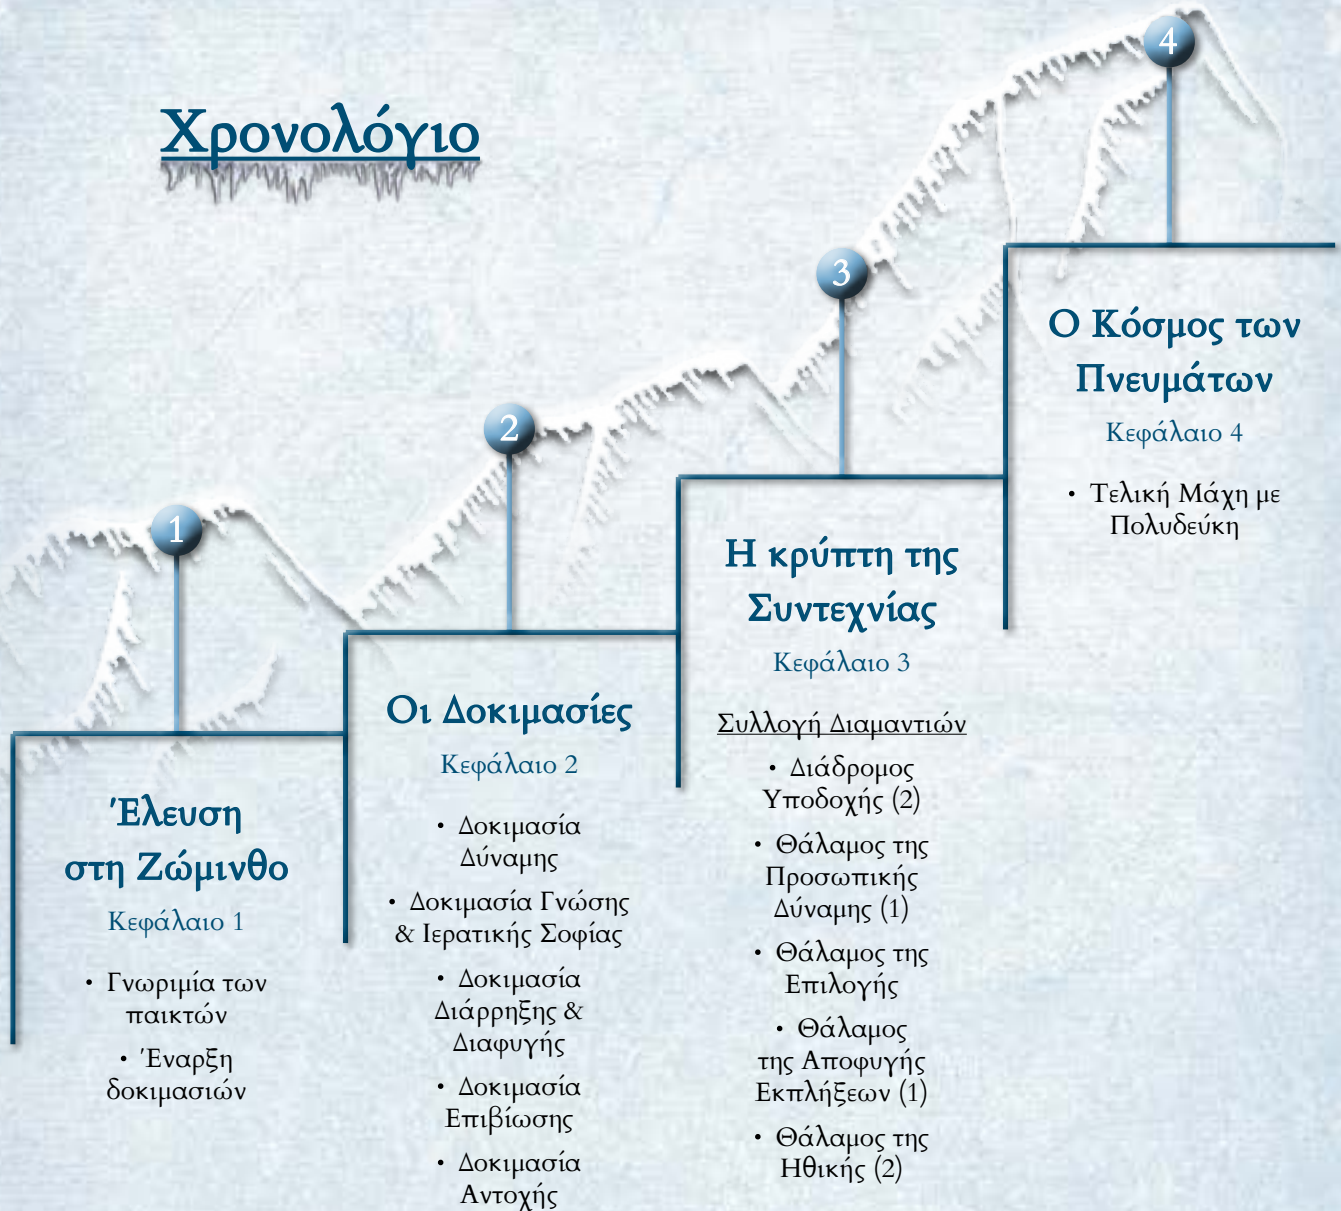 Χρονολόγιο
1
Έλευση
στη Ζώμινθο
Κεφάλαιο 1
• Γνωριμία των
παικτών
• Έναρξη
δοκιμασιών
2
Οι Δοκιμασίες
Κεφάλαιο 2
• Δοκιμασία
Δύναμης
• Δοκιμασία Γνώσης
& Ιερατικής Σοφίας
• Δοκιμασία
Διάρρηξης &
Διαφυγής
• Δοκιμασία
Επιβίωσης
• Δοκιμασία
Αντοχής
3
Η κρύπτη της
Συντεχνίας
Κεφάλαιο 3
Συλλογή Διαμαντιών
• Διάδρομος
Υποδοχής (2)
• Θάλαμος της
Προσωπικής
Δύναμης (1)
• Θάλαμος της
Επιλογής
• Θάλαμος
της Αποφυγής
Εκπλήξεων (1)
• Θάλαμος της
Ηθικής (2)
4
Ο Κόσμος των
Πνευμάτων
Κεφάλαιο 4
• Τελική Μάχη με
Πολυδεύκη